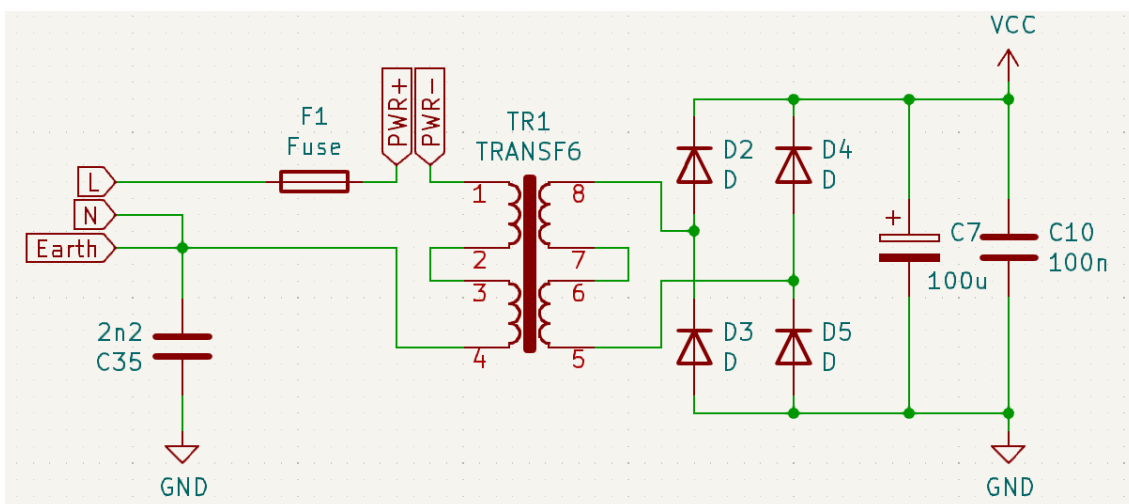 VCC
F1
Fuse
PWR+
PWR-
TR1
TRANSF6
L
N
Earth
1
2
3
4
8
7
6
5
D2
D
D4
D
D3
D
D5
D
+
C7
100u
C10
100n
2n2
C35
GND
GND